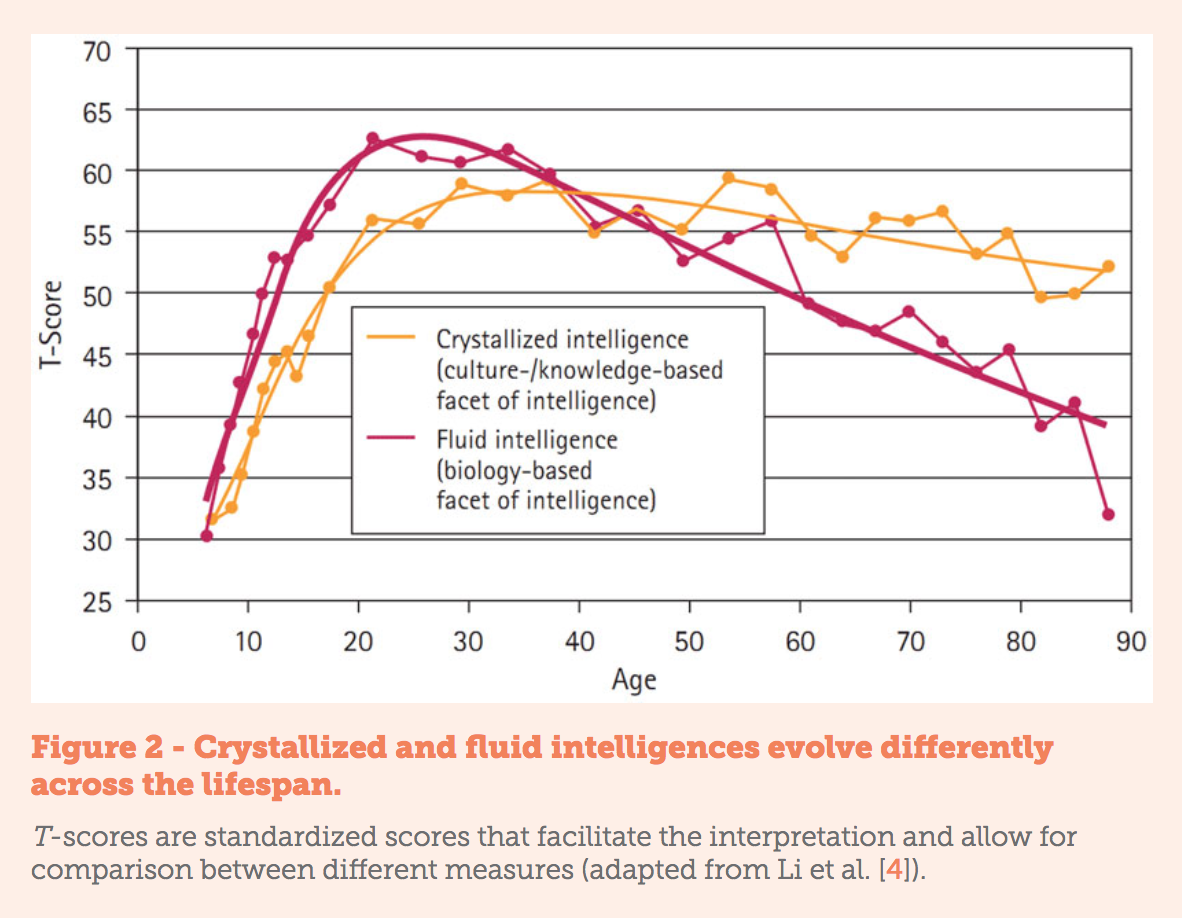 70
65
60
55
50
45
40
35
30
25
T-Score
Crystallized intelligence
(culture-/knowledge-based
facet of intelligence)
Fluid intelligence
(biology-based
facet of intelligence)
0 10 20 30 40 50 60 70 80 90
Age
Figure 2 - Crystallized and fluid intelligences evolve differently
across the lifespan.
T-scores are standardized scores that facilitate the interpretation and allow for
comparison between different measures (adapted from Li et al. [4]).